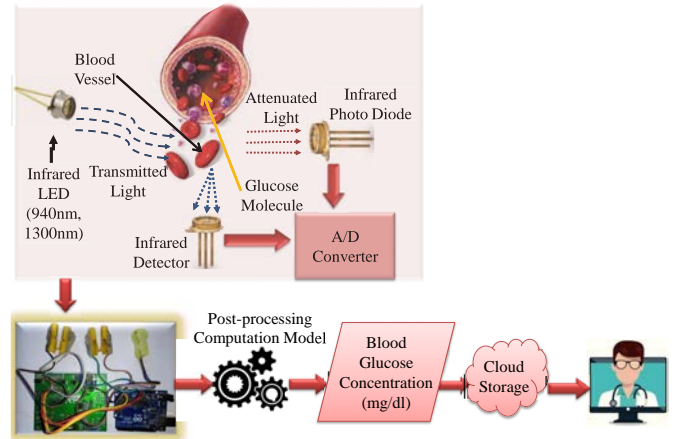 Blood
Vessel
Attenuated
Light
Infrared
Photo Diode
Infrared
LED
(940nm,
1300nm)
Transmitted
Light
Glucose
Molecule
Infrared
Detector
A/D
Converter
Post-processing
Computation Model
Blood
Glucose
Concentration
(mg/dl)
Cloud
Storage